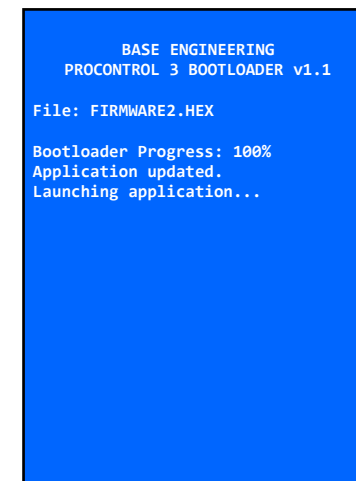 BASE ENGINEERING
PROCONTROL 3 BOOTLOADER v1.1
File: FIRMWARE2.HEX
Bootloader Progress: 100%
Application updated.
Launching application...